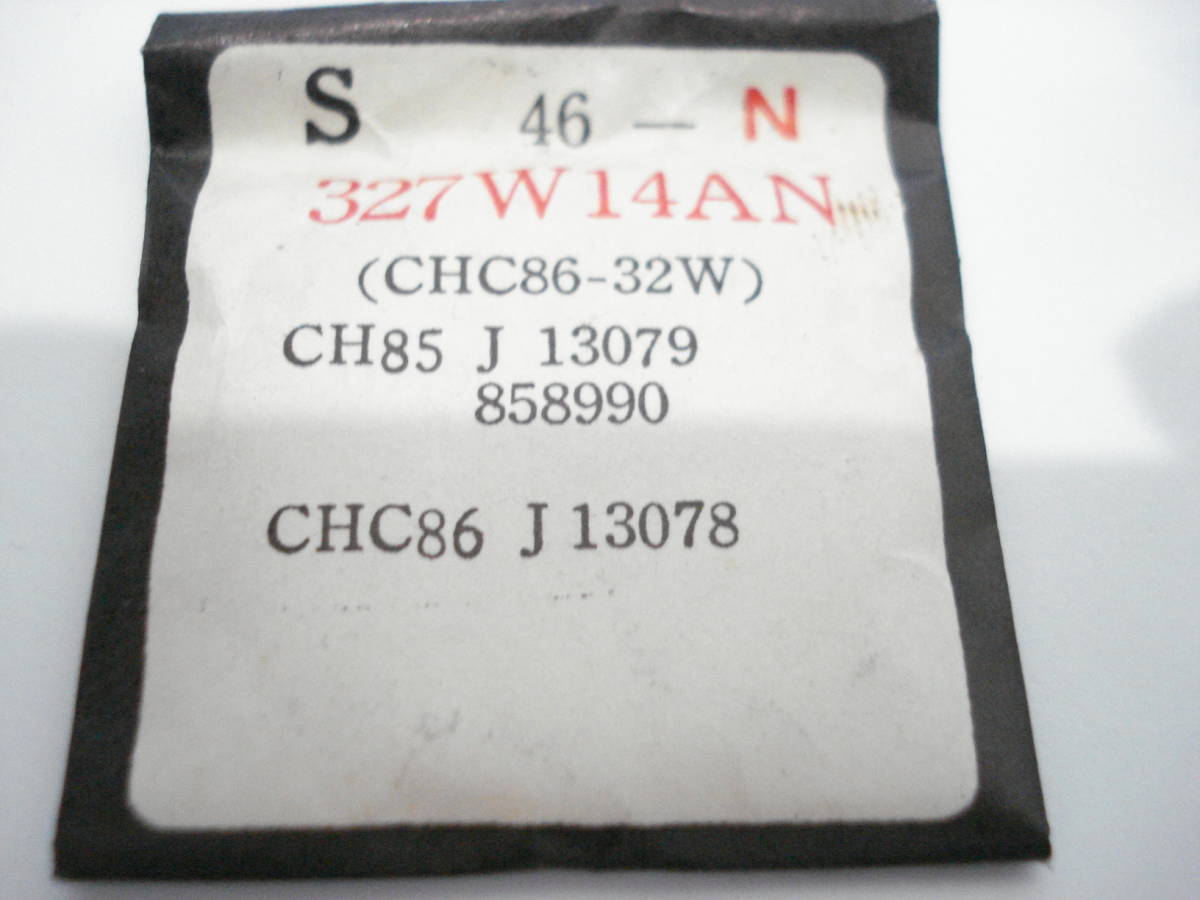 S 46 — N
327W14AN
(CHC86-32W)
CH85 J 13079
858990
CHC86 J 13078